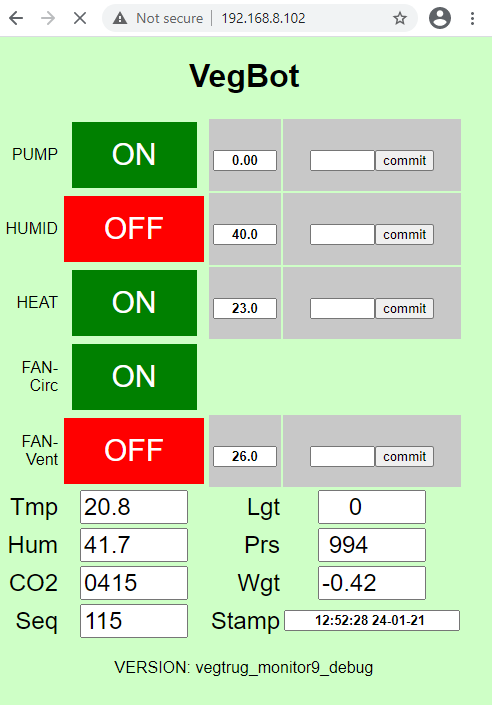 Not secure | 192.168.8.102
VegBot
PUMP ON 0.00 commit
HUMID OFF 40.0 commit
HEAT ON 23.0 commit
FAN-
Circ ON
FAN-
Vent OFF 26.0 commit
Tmp 20.8 Lgt 0
Hum 41.7 Prs 994
CO2 0415 Wgt -0.42
Seq 115 Stamp 12:52:28 24-01-21
VERSION: vegtrug_monitor9_debug